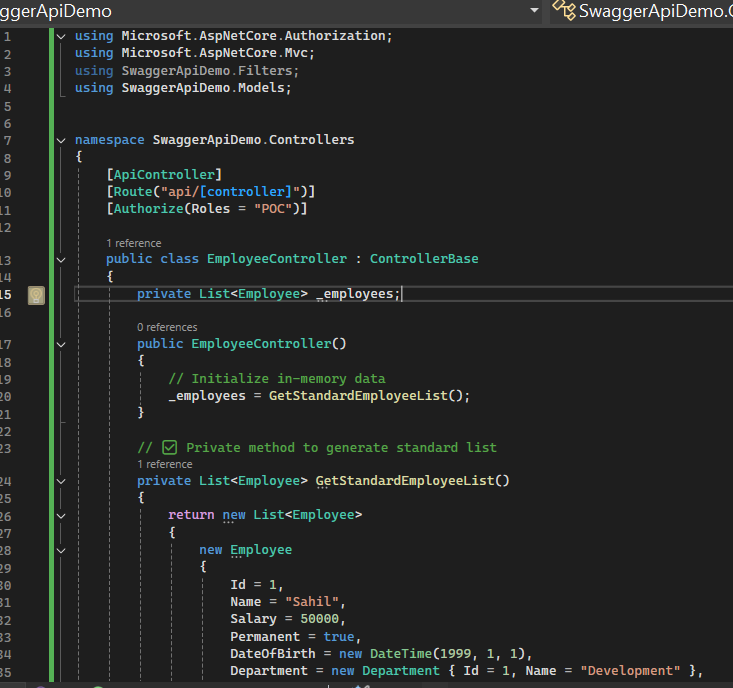 ggerApiDemo
SwaggerApiDemo.C
1 using Microsoft.AspNetCore.Authorization;
2 using Microsoft.AspNetCore.Mvc;
3 using SwaggerApiDemo.Filters;
4 using SwaggerApiDemo.Models;
5
6
7 namespace SwaggerApiDemo.Controllers
8 {
9 [ApiController]
10 [Route("api/[controller]")]
11 [Authorize(Roles = "POC")]
12
1 reference
13 public class EmployeeController : ControllerBase
14 {
15 private List<Employee> _employees;
16
0 references
17 public EmployeeController()
18 {
19 // Initialize in-memory data
20 _employees = GetStandardEmployeeList();
21 }
22
23 // ✅ Private method to generate standard list
1 reference
24 private List<Employee> GetStandardEmployeeList()
25 {
26 return new List<Employee>
27 {
28 new Employee
29 {
30 Id = 1,
31 Name = "Sahil",
32 Salary = 50000,
33 Permanent = true,
34 DateOfBirth = new DateTime(1999, 1, 1),
35 Department = new Department { Id = 1, Name = "Development" },